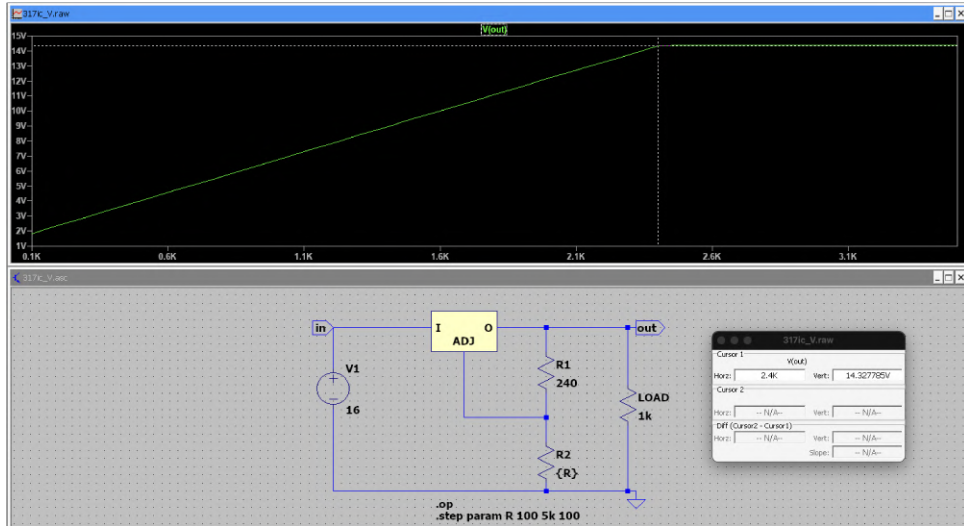 317ic_V.raw
V(out)
15V
14V
13V
12V
11V
10V
9V
8V
7V
6V
5V
4V
3V
2V
1V
0.1K 0.6K 1.1K 1.6K 2.1K 2.6K 3.1K
317ic_V.asc
in
I O
ADJ
out
V1
16
R1
240
LOAD
1k
R2
{R}
.op
.step param R 100 5k 100
317ic_V.raw
Cursor 1
V(out)
Horz: 2.4K Vert: 14.327785V
Cursor 2
Horz: -- N/A-- Vert: -- N/A--
Diff (Cursor2 - Cursor1)
Horz: -- N/A-- Vert: -- N/A--
Slope: -- N/A--